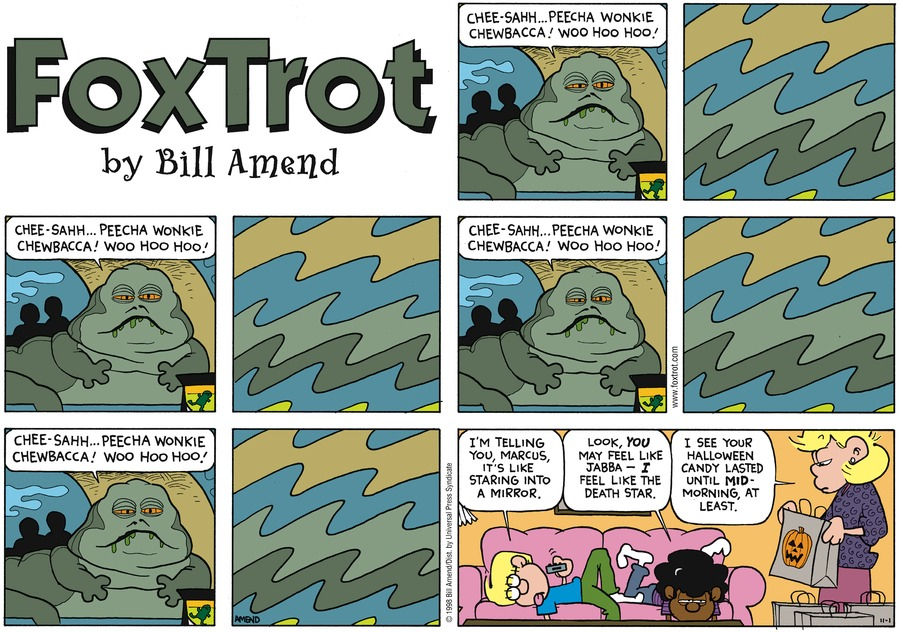 FoxTrot
by Bill Amend
CHEE-SAHH...PEECHA WONKIE
CHEWBACCA! WOO HOO HOO!
CHEE-SAHH...PEECHA WONKIE
CHEWBACCA! WOO HOO HOO!
CHEE-SAHH...PEECHA WONKIE
CHEWBACCA! WOO HOO HOO!
www.foxtrot.com
CHEE-SAHH...PEECHA WONKIE
CHEWBACCA! WOO HOO HOO!
AMEND
© 1998 Bill Amend/Dist. by Universal Press Syndicate
I'M TELLING
YOU, MARCUS,
IT'S LIKE
STARING INTO
A MIRROR.
LOOK, YOU
MAY FEEL LIKE
JABBA — I
FEEL LIKE THE
DEATH STAR.
I SEE YOUR
HALLOWEEN
CANDY LASTED
UNTIL MID-
MORNING, AT
LEAST.
11-1